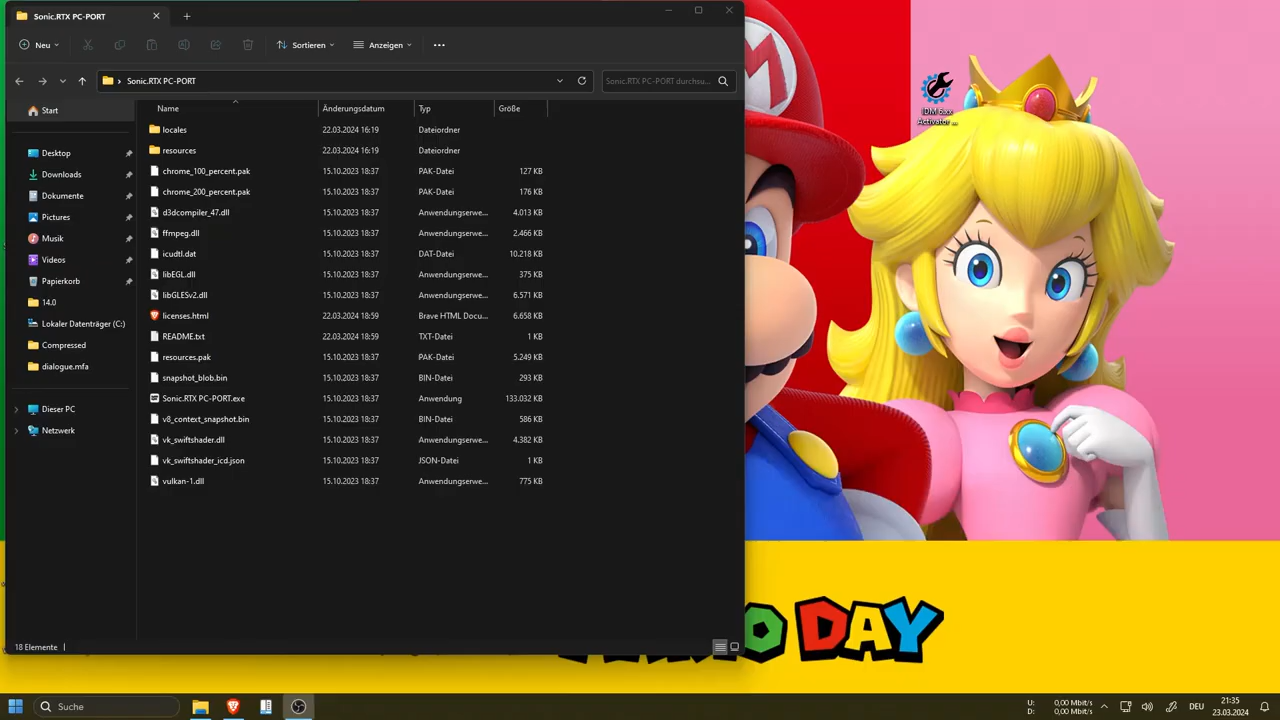 Sonic.RTX PC-PORT
Neu
Sortieren
Anzeigen
Sonic.RTX PC-PORT
Sonic.RTX PC-PORT durchsu...
Start
Desktop
Downloads
Dokumente
Pictures
Musik
Videos
Papierkorb
14.0
Lokaler Datenträger (C:)
Compressed
dialogue.mfa
Dieser PC
Netzwerk
Name Änderungsdatum Typ Größe
locales 22.03.2024 16:19 Dateiordner
resources 22.03.2024 16:19 Dateiordner
chrome_100_percent.pak 15.10.2023 18:37 PAK-Datei 127 KB
chrome_200_percent.pak 15.10.2023 18:37 PAK-Datei 176 KB
d3dcompiler_47.dll 15.10.2023 18:37 Anwendungserwe... 4.013 KB
ffmpeg.dll 15.10.2023 18:37 Anwendungserwe... 2.466 KB
icudtl.dat 15.10.2023 18:37 DAT-Datei 10.218 KB
libEGL.dll 15.10.2023 18:37 Anwendungserwe... 375 KB
libGLESv2.dll 15.10.2023 18:37 Anwendungserwe... 6.571 KB
licenses.html 22.03.2024 18:59 Brave HTML Docu... 6.658 KB
README.txt 22.03.2024 18:59 TXT-Datei 1 KB
resources.pak 15.10.2023 18:37 PAK-Datei 5.249 KB
snapshot_blob.bin 15.10.2023 18:37 BIN-Datei 293 KB
Sonic.RTX PC-PORT.exe 15.10.2023 18:37 Anwendung 133.032 KB
v8_context_snapshot.bin 15.10.2023 18:37 BIN-Datei 586 KB
vk_swiftshader.dll 15.10.2023 18:37 Anwendungserwe... 4.382 KB
vk_swiftshader_icd.json 15.10.2023 18:37 JSON-Datei 1 KB
vulkan-1.dll 15.10.2023 18:37 Anwendungserwe... 775 KB
18 Elemente
IDM 6.xx
Activator ...
M
DAY
Suche
U: 0,00 Mbit/s
D: 0,00 Mbit/s
DEU
21:35
23.03.2024